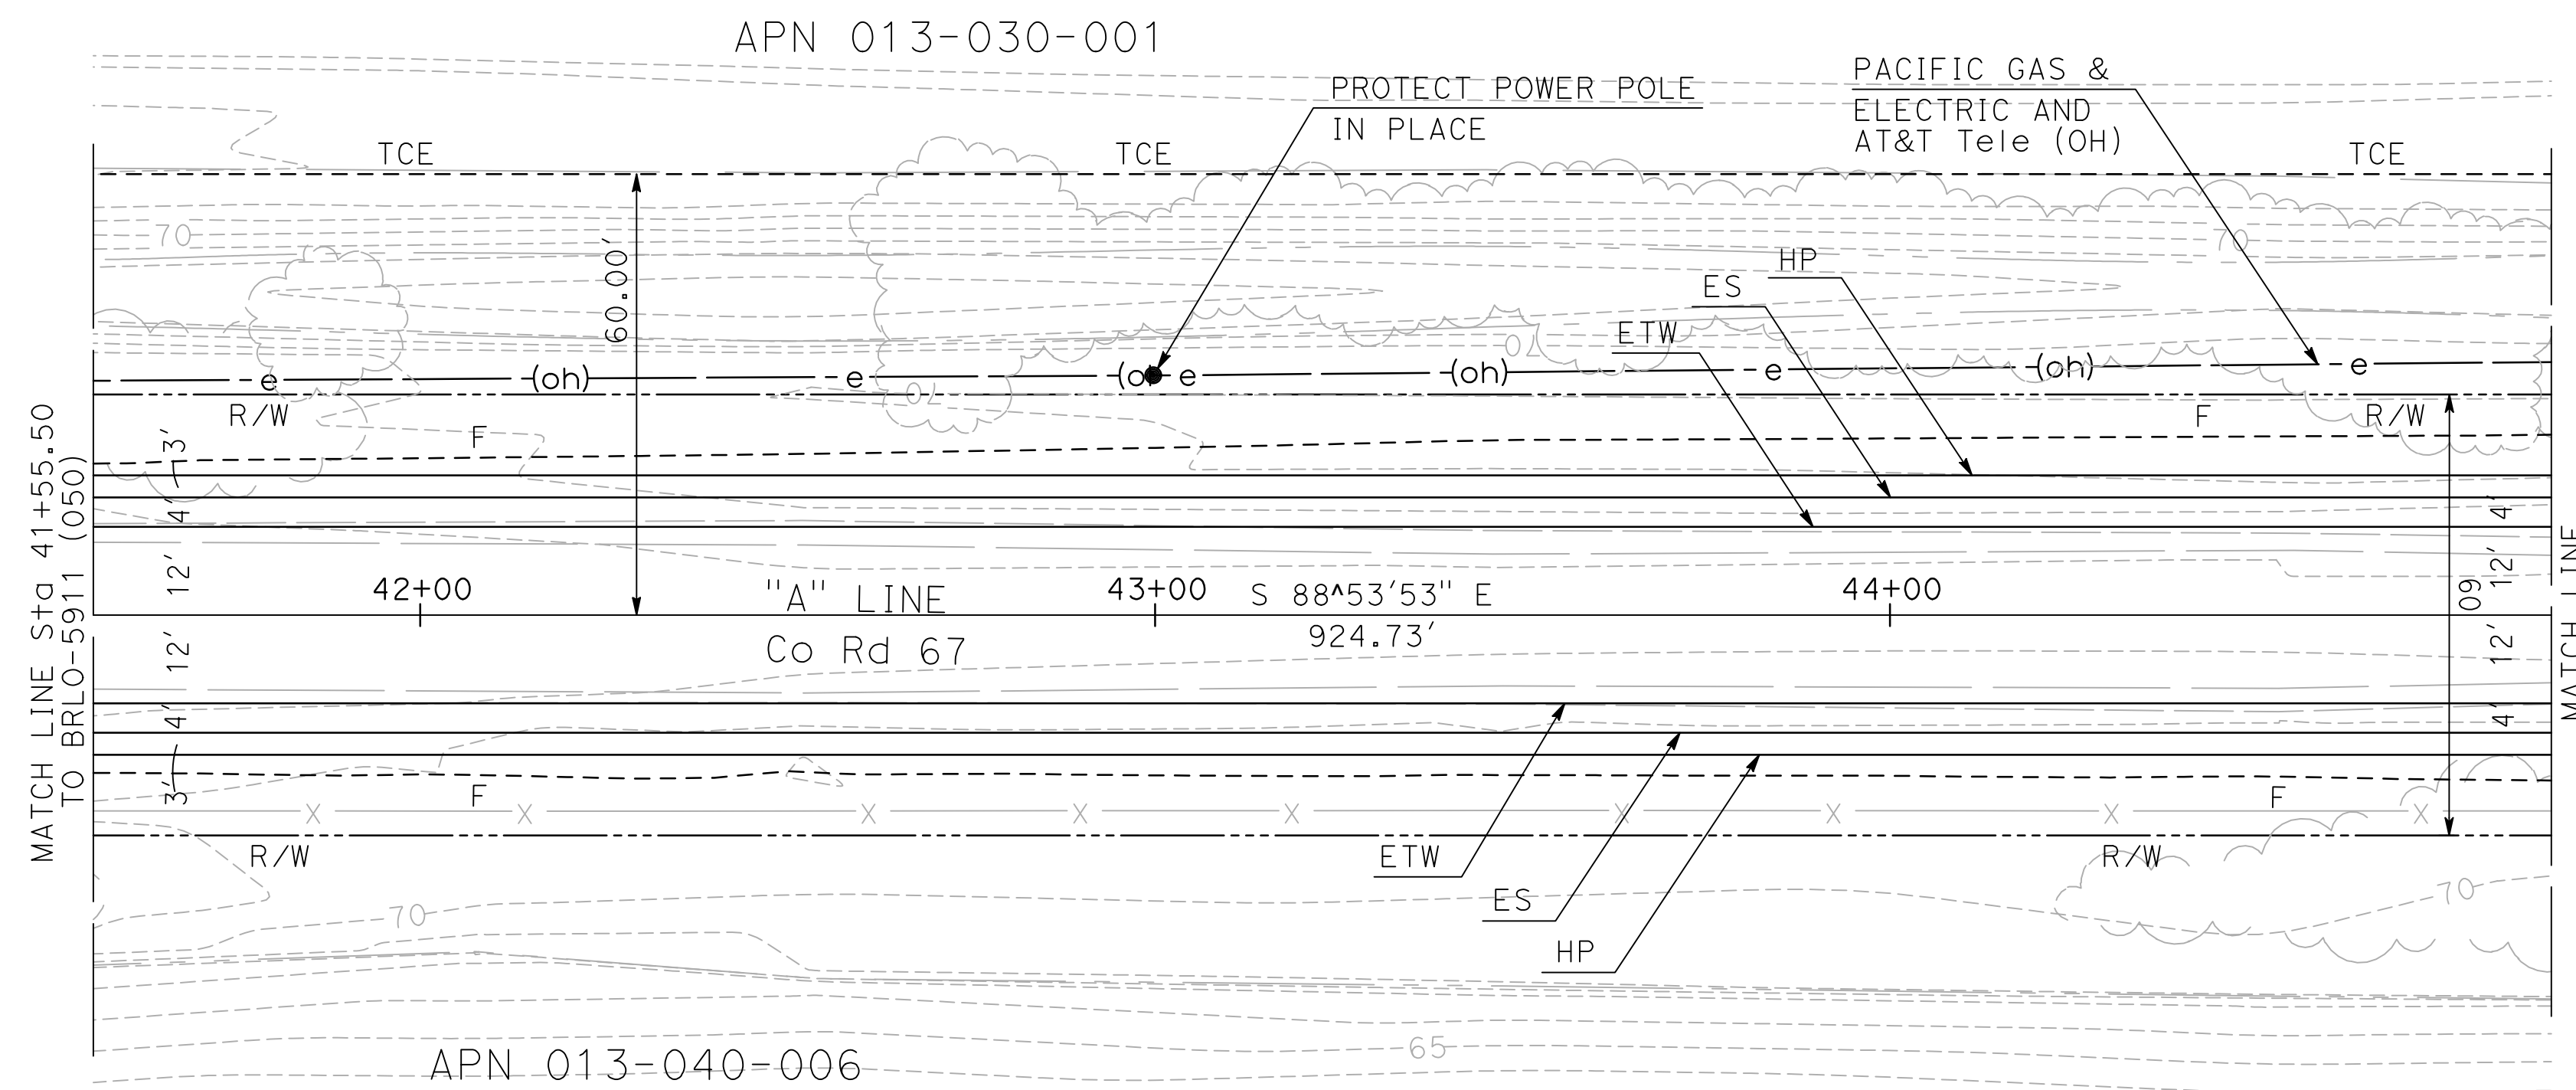 APN 013-030-001
PROTECT POWER POLE
IN PLACE
PACIFIC GAS &
ELECTRIC AND
AT&T Tele (OH)
TCE
TCE
TCE
70
70
60.00'
HP
ES
ETW
70
e
(oh)
e
e
(oh)
e
(oh)
e
70
R/W
F
F
R/W
3'
4'
12'
12'
4'
3'
4'
12'
12'
4'
60
MATCH LINE Sta 41+55.50
TO BRLO-5911 (050)
42+00
"A" LINE
43+00
S 88^53'53" E
44+00
Co Rd 67
924.73'
MATCH LINE
F
X
X
X
X
X
X
X
X
F
X
R/W
ETW
R/W
ES
70
70
HP
65
APN 013-040-006